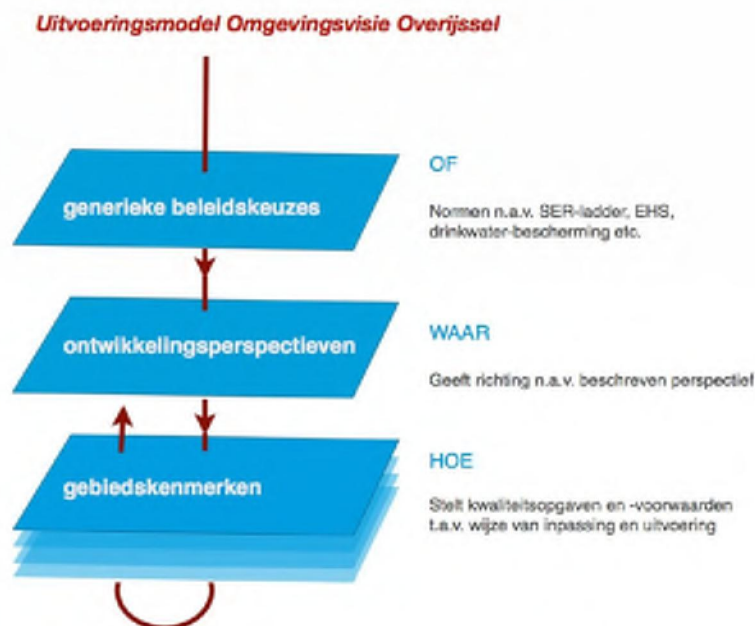 Uitvoeringsmodel Omgevingsvisie Overijssel
generieke beleidskeuzes
OF
Normen n.a.v. SER-ladder, EHS,
drinkwater-bescherming etc.
ontwikkelingsperspectieven
WAAR
Geeft richting n.a.v. beschreven perspectief
gebiedskenmerken
HOE
Stelt kwaliteitsopgaven en -voorwaarden
t.a.v. wijze van inpassing en uitvoering